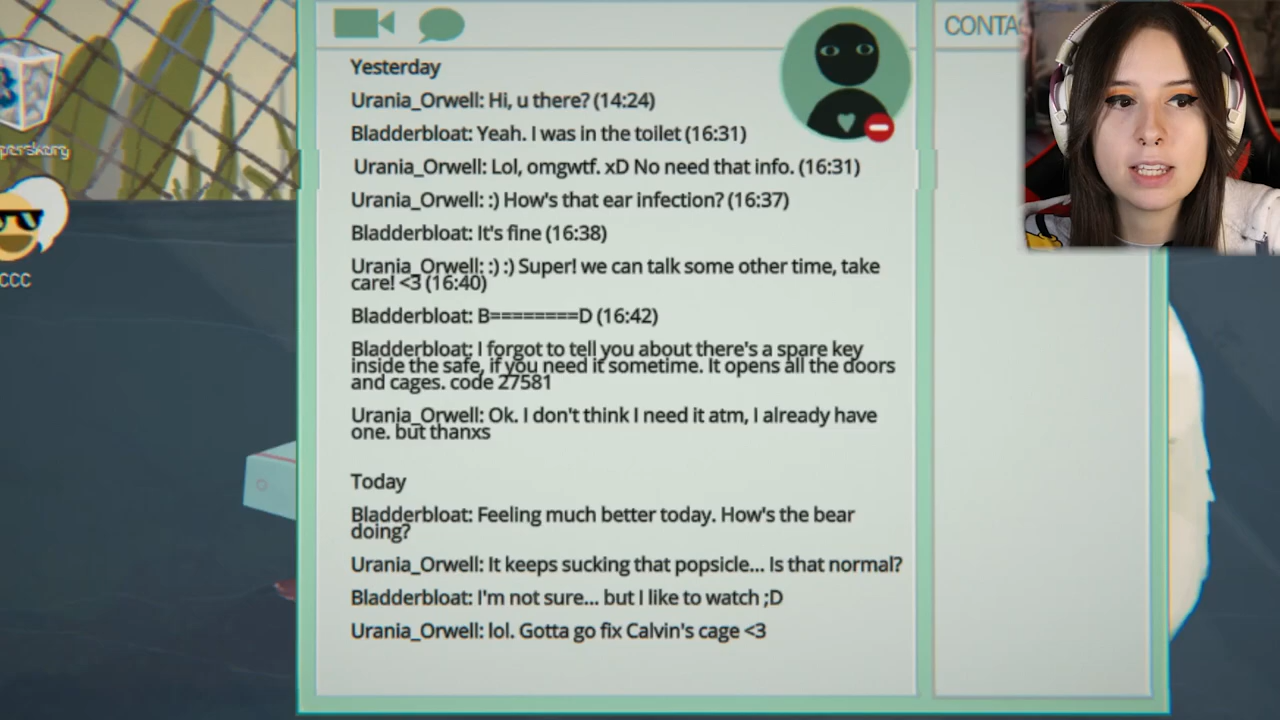 CONTA
Yesterday
Urania_Orwell: Hi, u there? (14:24)
Bladderbloat: Yeah. I was in the toilet (16:31)
Urania_Orwell: Lol, omgwtf. xD No need that info. (16:31)
Urania_Orwell: :) How's that ear infection? (16:37)
Bladderbloat: It's fine (16:38)
Urania_Orwell: :) :) Super! we can talk some other time, take
care! <3 (16:40)
Bladderbloat: B========D (16:42)
Bladderbloat: I forgot to tell you about there's a spare key
inside the safe, if you need it sometime. It opens all the doors
and cages. code 27581
Urania_Orwell: Ok. I don't think I need it atm, I already have
one. but thanxs
Today
Bladderbloat: Feeling much better today. How's the bear
doing?
Urania_Orwell: It keeps sucking that popsicle... Is that normal?
Bladderbloat: I'm not sure... but I like to watch ;D
Urania_Orwell: lol. Gotta go fix Calvin's cage <3
perskory
CCC